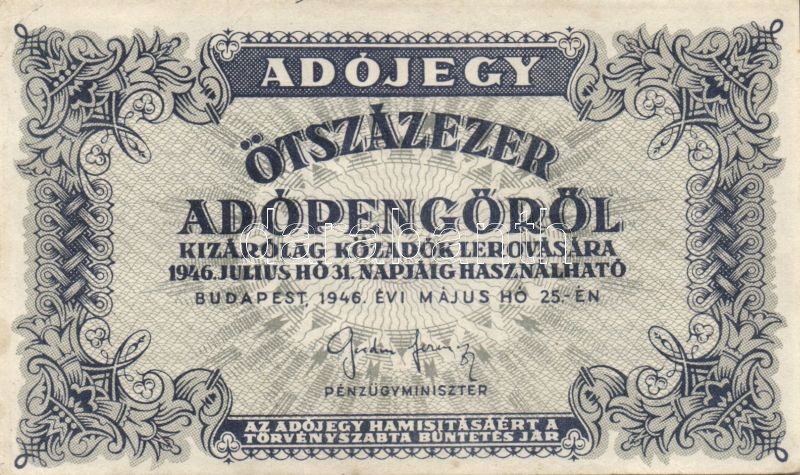 ADÓJEGY
ÖTSZÁZEZER
ADÓPENGŐRŐL
KIZÁRÓLAG KÖZADÓK LEROVÁSÁRA
1946. JULIUS HÓ 31. NAPJÁIG HASZNÁLHATÓ
BUDAPEST, 1946. ÉVI MÁJUS HÓ 25.-ÉN
PÉNZÜGYMINISZTER
AZ ADÓJEGY HAMISITÁSÁÉRT A
TÖRVÉNYSZABTA BÜNTETÉS JÁR